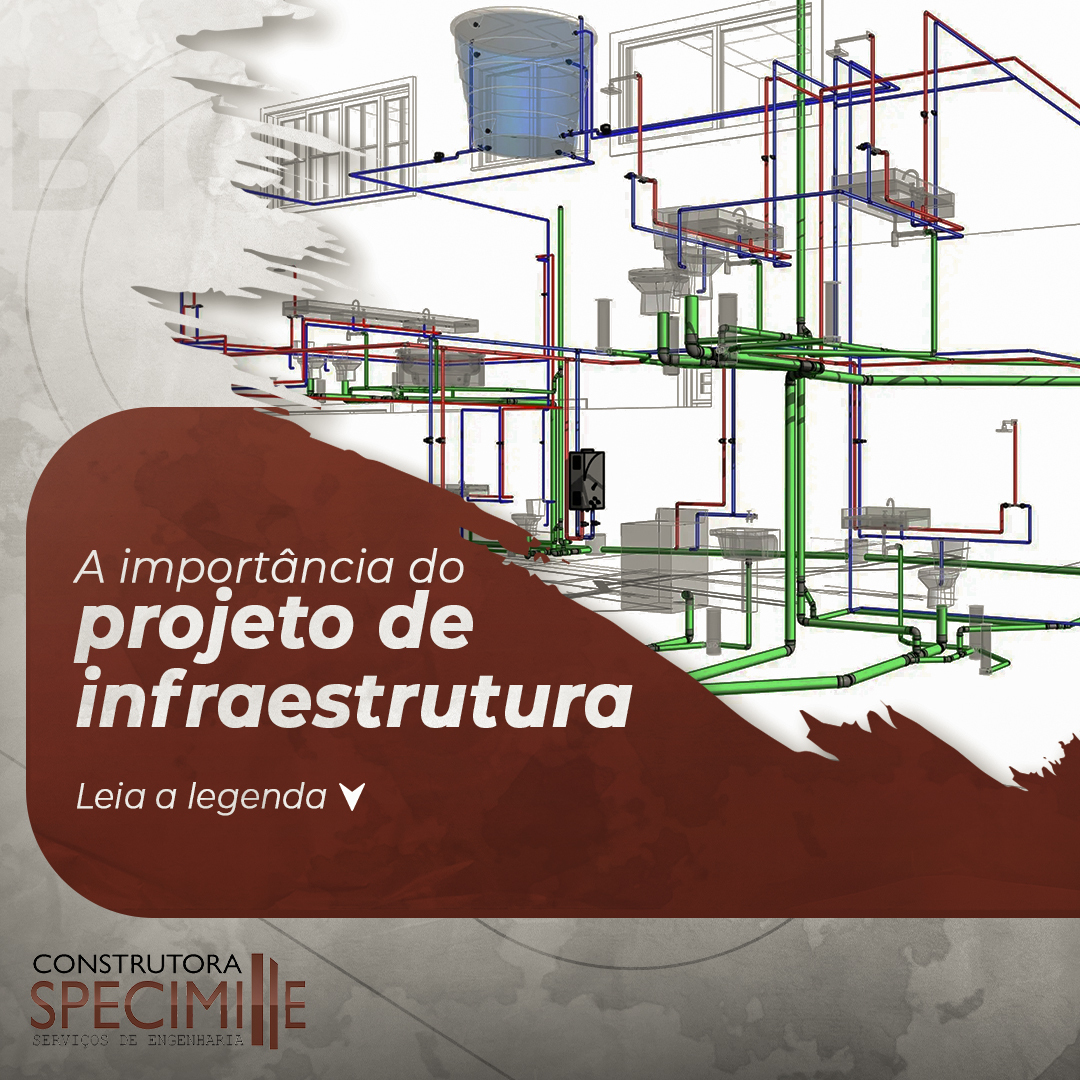 A importância do
projeto de
infraestrutura
Leia a legenda
CONSTRUTORA
SPECIMILLE
SERVIÇOS DE ENGENHARIA